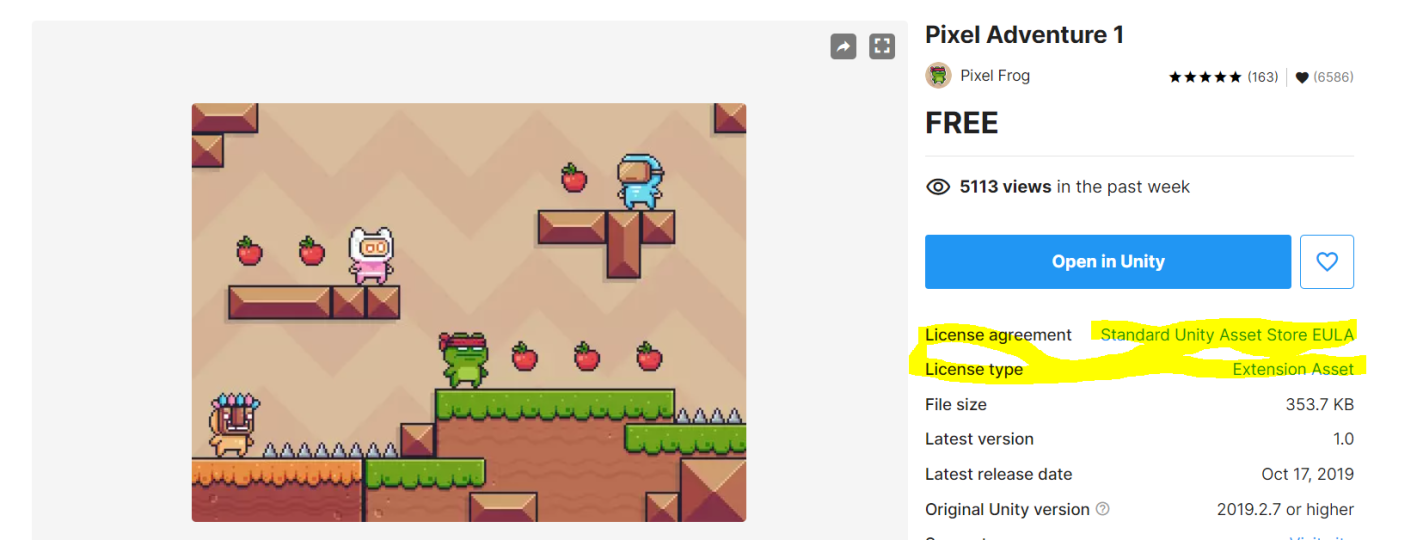 Pixel Adventure 1
Pixel Frog ★★★★★ (163) ♥ (6586)
FREE
5113 views in the past week
Open in Unity
License agreement Standard Unity Asset Store EULA
License type Extension Asset
File size 353.7 KB
Latest version 1.0
Latest release date Oct 17, 2019
Original Unity version 2019.2.7 or higher